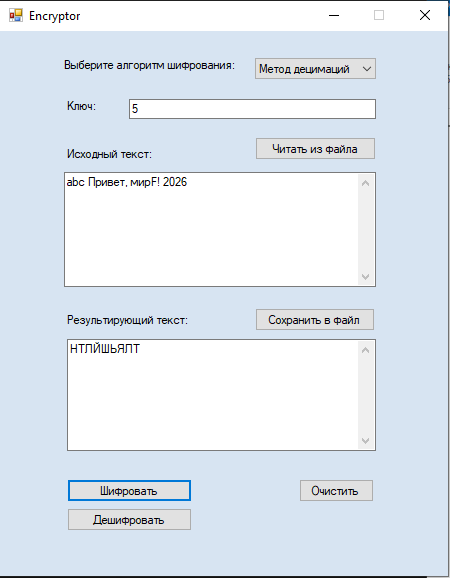 Encryptor
Выберите алгоритм шифрования: Метод децимаций
Ключ: 5
Читать из файла
Исходный текст:
abc Привет, мирF! 2026
Результирующий текст: Сохранить в файл
НТЛЙШЬЯЛТ
Шифровать Очистить
Дешифровать